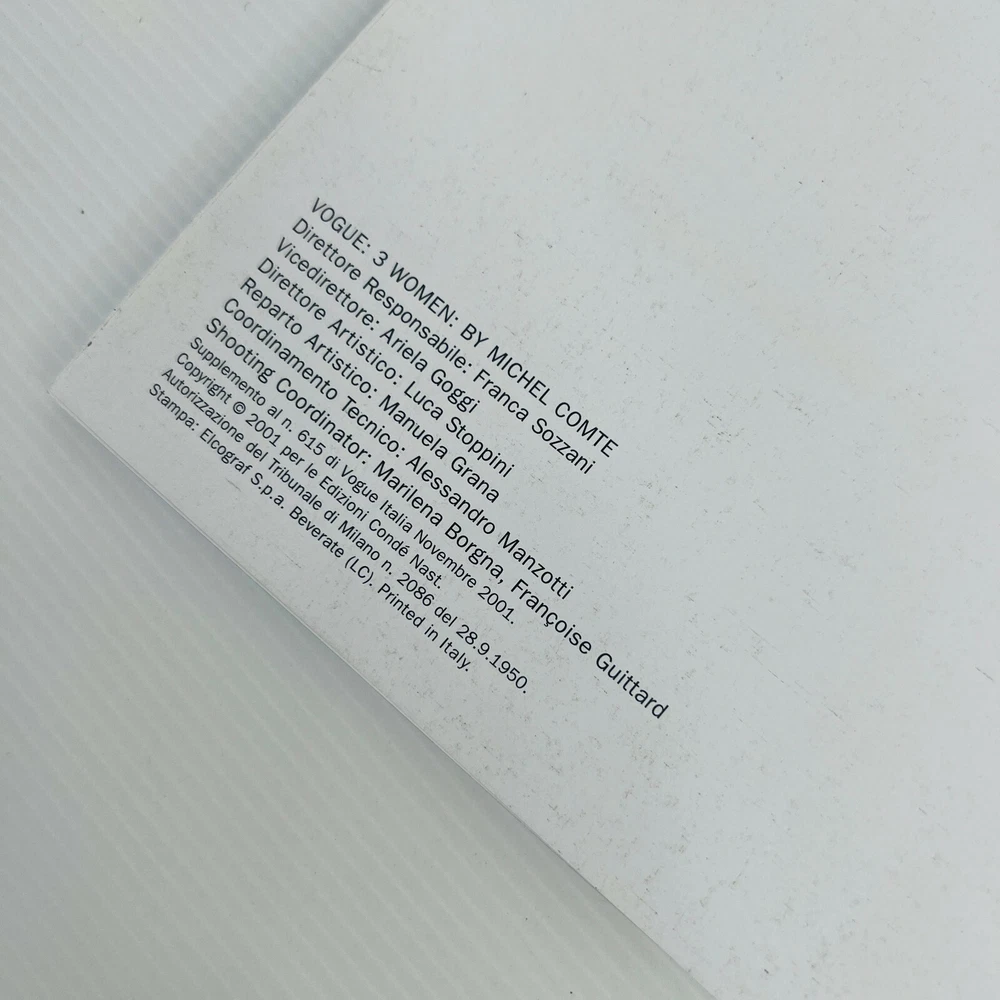 VOGUE: 3 WOMEN: BY MICHEL COMTE
Direttore Responsabile: Franca Sozzani
Vicedirettore: Ariela Goggi
Direttore Artistico: Luca Stoppini
Reparto Artistico: Manuela Grana
Coordinamento Tecnico: Alessandro Manzotti
Shooting Coordinator: Marilena Borgna, Françoise Guittard
Supplemento al n. 615 di Vogue Italia Novembre 2001.
Copyright © 2001 per le Edizioni Condé Nast.
Autorizzazione del Tribunale di Milano n. 2086 del 28.9.1950.
Stampa: Elcograf S.p.a. Beverate (LC). Printed in Italy.